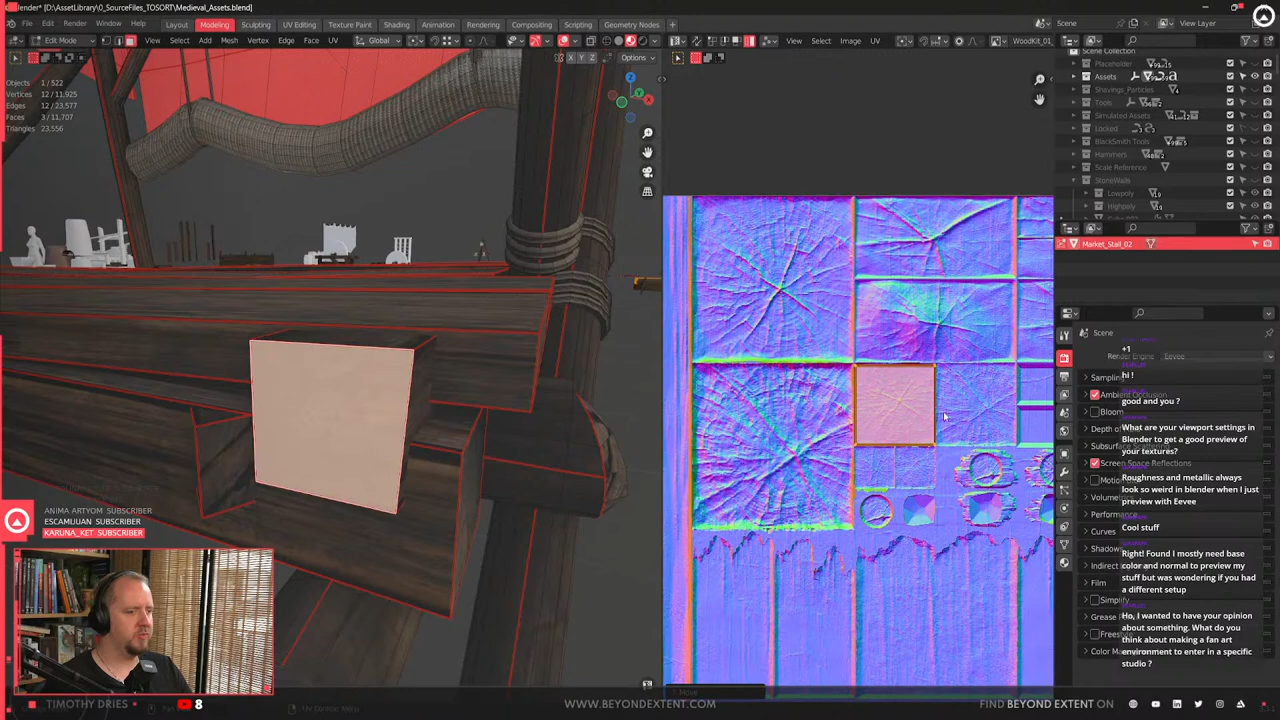 Blender* [D:\AssetLibrary\0_SourceFiles_TOSORT\Medieval_Assets.blend]
File Edit Render Window Help Layout Modeling Sculpting UV Editing Texture Paint Shading Animation Rendering Compositing Scripting Geometry Nodes + Scene View Layer
Edit Mode View Select Add Mesh Vertex Edge Face UV Global View Select Image UV WoodKit_01
X Y Z Options
Objects 1 / 522
Vertices 12 / 11,925
Edges 12 / 23,577
Faces 3 / 11,707
Triangles 23,556
Z
Y
X
Scene Collection
Placeholder
Assets
Shavings_Particles
Tools
Simulated Assets
Locked
BlackSmith Tools
Hammers
Scale Reference
StoneWalls
Lowpoly
Highpoly
Market_Stall_02
Scene
Render Engine Eevee
Sampling
Ambient Occlusion
Bloom
Depth of
Subsurface
Screen Space Reflections
Motion
Volume
Performance
Curves
Shadow
Indirect
Film
Simplify
Grease
Freestyle
Color Ma
+1
hi !
good and you ?
What are your viewport settings in
Blender to get a good preview of
your textures?
Roughness and metallic always
look so weird in blender when I just
preview with Eevee
Cool stuff
Right! Found I mostly need base
color and normal to preview my
stuff but was wondering if you had
a different setup
Ho, I wanted to have your opinion
about something. What do you
think about making a fan art
environment to enter in a specific
studio ?
ANIMA ARTYOM SUBSCRIBER
ESCAMIJUAN SUBSCRIBER
KARUNA_KET SUBSCRIBER
Move
UV Context Menu
TIMOTHY DRIES 8 WWW.BEYONDEXTENT.COM FIND BEYOND EXTENT ON